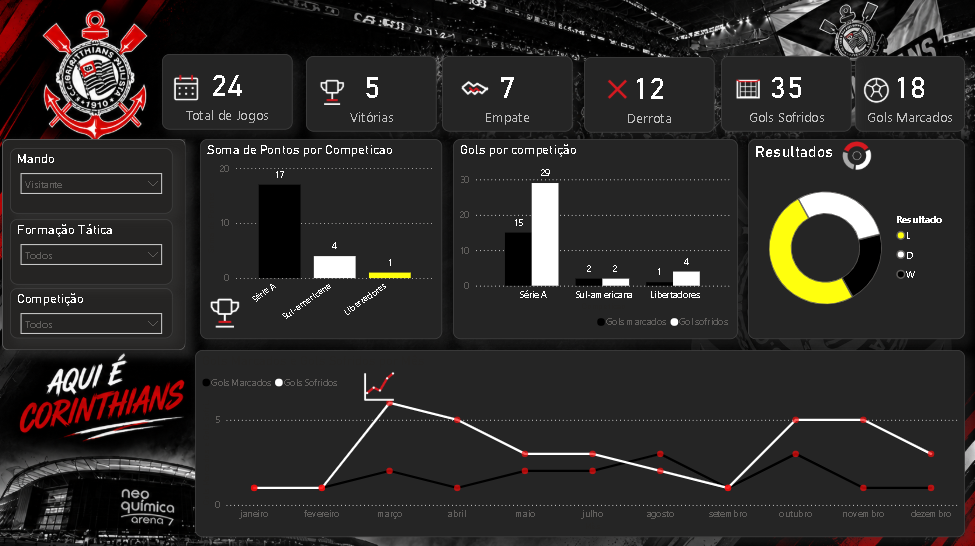 24
Total de Jogos
5
Vitórias
7
Empate
12
Derrota
35
Gols Sofridos
18
Gols Marcados
1910
Mando
Visitante
Formação Tática
Todos
Competição
Todos
Soma de Pontos por Competicao
20
10
0
17
4
1
Série A
Sul-americana
Libertadores
Gols por competição
30
20
10
0
15
29
2
2
1
4
Série A
Sul-americana
Libertadores
Gols marcados
Gol sofridos
Resultados
Resultado
L
D
W
AQUI É
CORINTHIANS
neo
química
arena
Gols Marcados
Gols Sofridos
5
0
janeiro
fevereiro
março
abril
maio
julho
agosto
setembro
outubro
novembro
dezembro